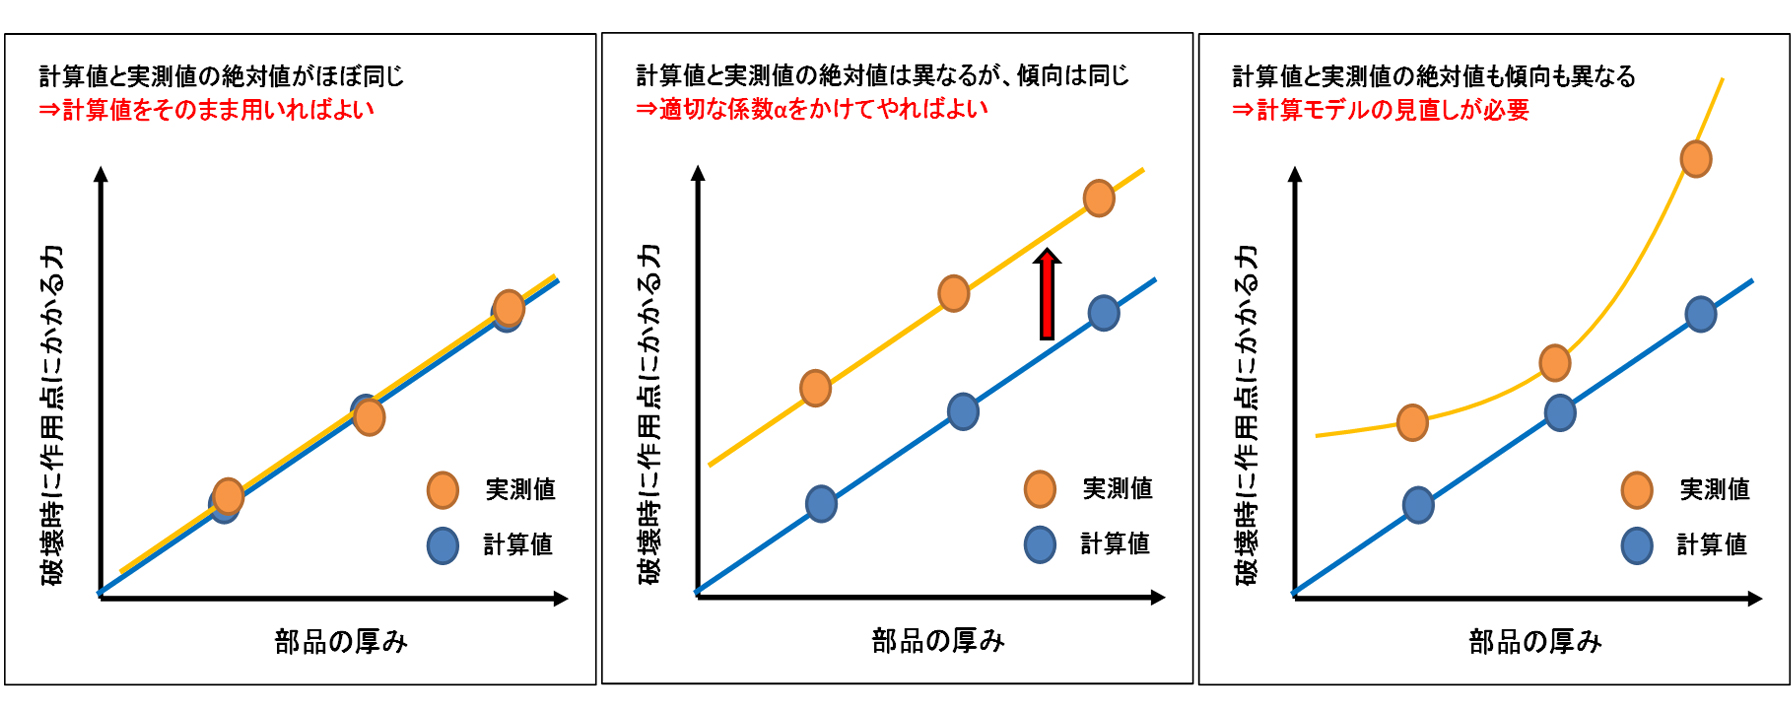 計算値と実測値の絶対値がほぼ同じ
⇒計算値をそのまま用いればよい
破壊時に作用点にかかる力
実測値
計算値
部品の厚み
計算値と実測値の絶対値は異なるが、傾向は同じ
⇒適切な係数αをかけてやればよい
破壊時に作用点にかかる力
実測値
計算値
部品の厚み
計算値と実測値の絶対値も傾向も異なる
⇒計算モデルの見直しが必要
破壊時に作用点にかかる力
実測値
計算値
部品の厚み